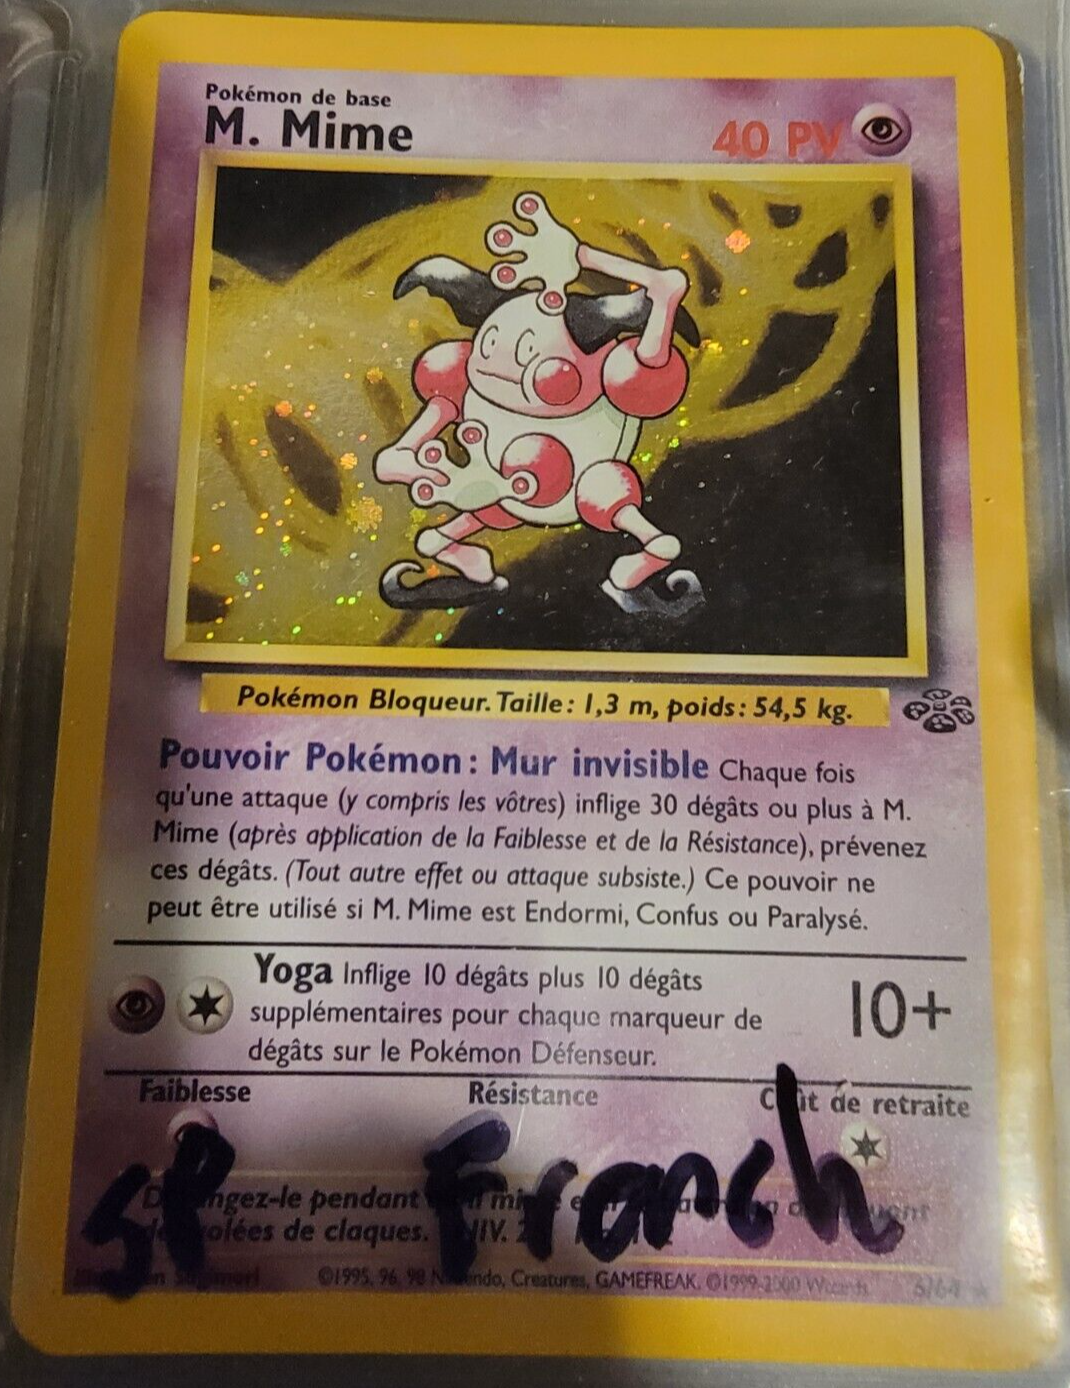 Pokémon de base
M. Mime
40 PV
Pokémon Bloqueur. Taille: 1,3 m, poids: 54,5 kg.
Pouvoir Pokémon: Mur invisible Chaque fois
qu'une attaque (y compris les vôtres) inflige 30 dégâts ou plus à M.
Mime (après application de la Faiblesse et de la Résistance), prévenez
ces dégâts. (Tout autre effet ou attaque subsiste.) Ce pouvoir ne
peut être utilisé si M. Mime est Endormi, Confus ou Paralysé.
Yoga Inflige 10 dégâts plus 10 dégâts
supplémentaires pour chaque marqueur de
dégâts sur le Pokémon Défenseur.
10+
Faiblesse Résistance Coût de retraite
SP French
pendant
de claques. NIV.
©1995, 96, 98 Nintendo, Creatures, GAMEFREAK. ©1999-2000 Wizards 6/64